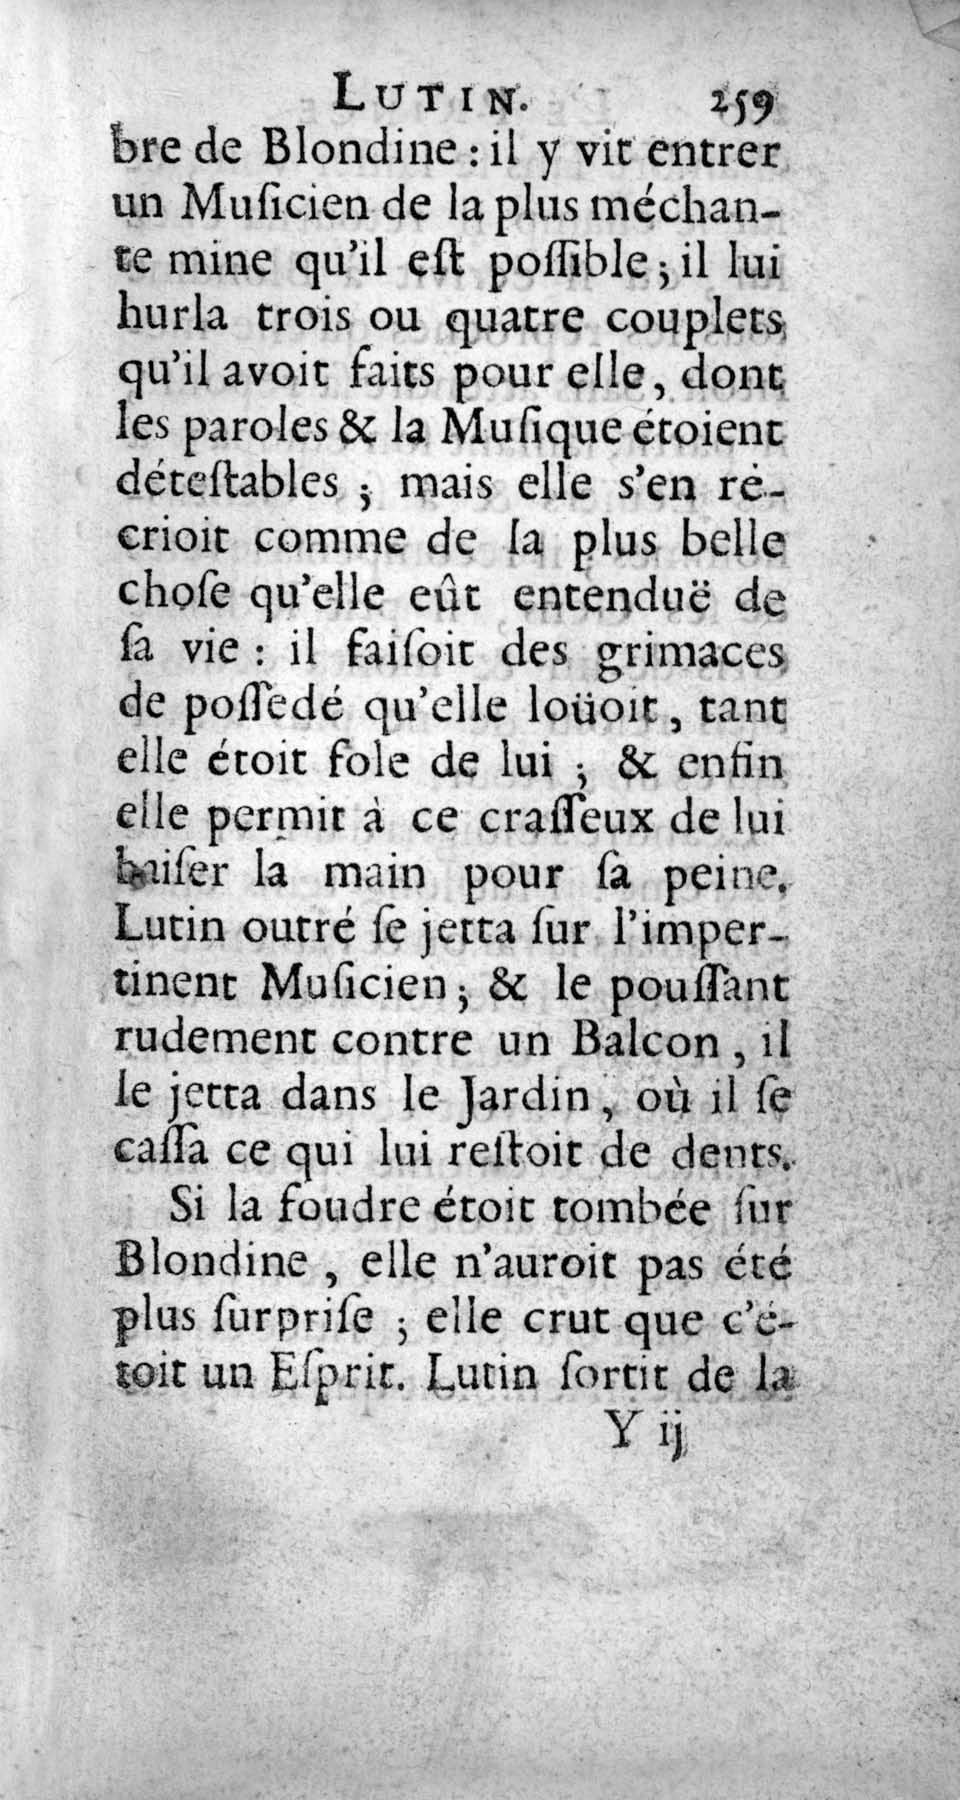 LUTIN. 259
bre de Blondine : il y vit entrer
un Muſicien de la plus méchan-
te mine qu'il eſt poſſible ; il lui
hurla trois ou quatre couplets
qu'il avoit faits pour elle, dont
les paroles & la Muſique étoient
déteſtables ; mais elle s'en ré-
crioit comme de la plus belle
choſe qu'elle eût entenduë de
ſa vie : il faiſoit des grimaces
de poſſedé qu'elle loüoit, tant
elle étoit fole de lui ; & enfin
elle permit à ce craſſeux de lui
baiſer la main pour ſa peine.
Lutin outré ſe jetta ſur l'imper-
tinent Muſicien ; & le pouſſant
rudement contre un Balcon, il
le jetta dans le Jardin, où il ſe
caſſa ce qui lui reſtoit de dents.
Si la foudre étoit tombée ſur
Blondine, elle n'auroit pas été
plus ſurpriſe ; elle crut que c'é-
toit un Eſprit. Lutin ſortit de la
Y ij